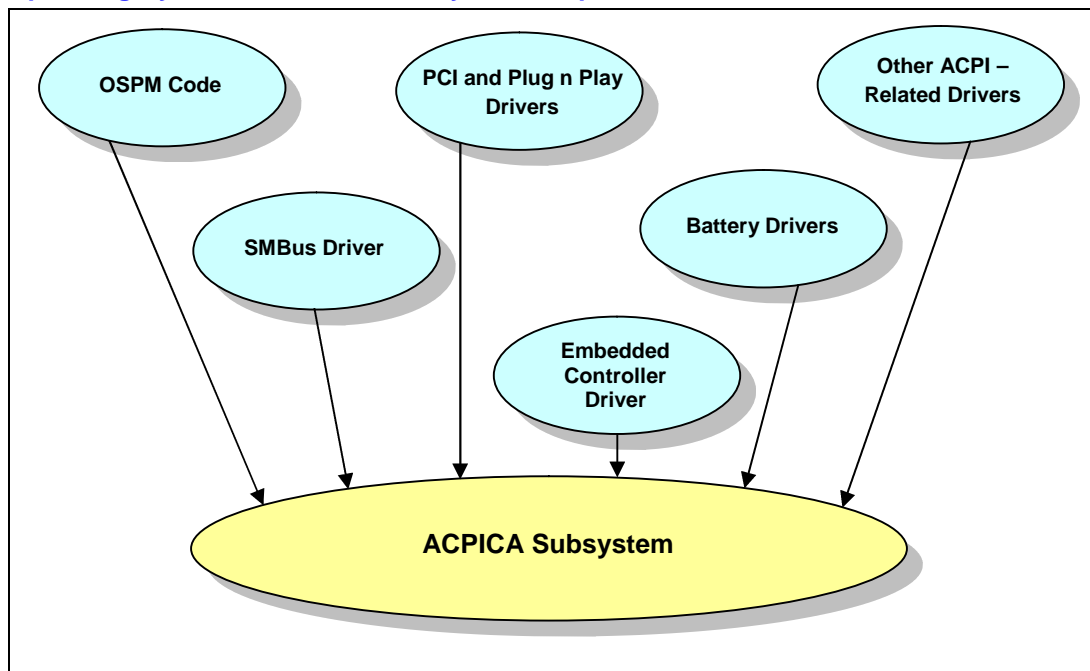 OSPM Code
PCI and Plug n Play
Drivers
Other ACPI –
Related Drivers
SMBus Driver
Battery Drivers
Embedded
Controller
Driver
ACPICA Subsystem